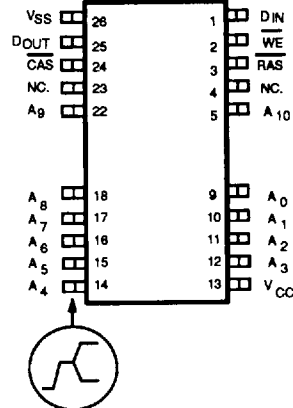 VSS 26 1 DIN
DOUT 25 2 WE
CAS 24 3 RAS
NC. 23 4 NC.
A9 22 5 A10
A8 18 9 A0
A7 17 10 A1
A6 16 11 A2
A5 15 12 A3
A4 14 13 VCC